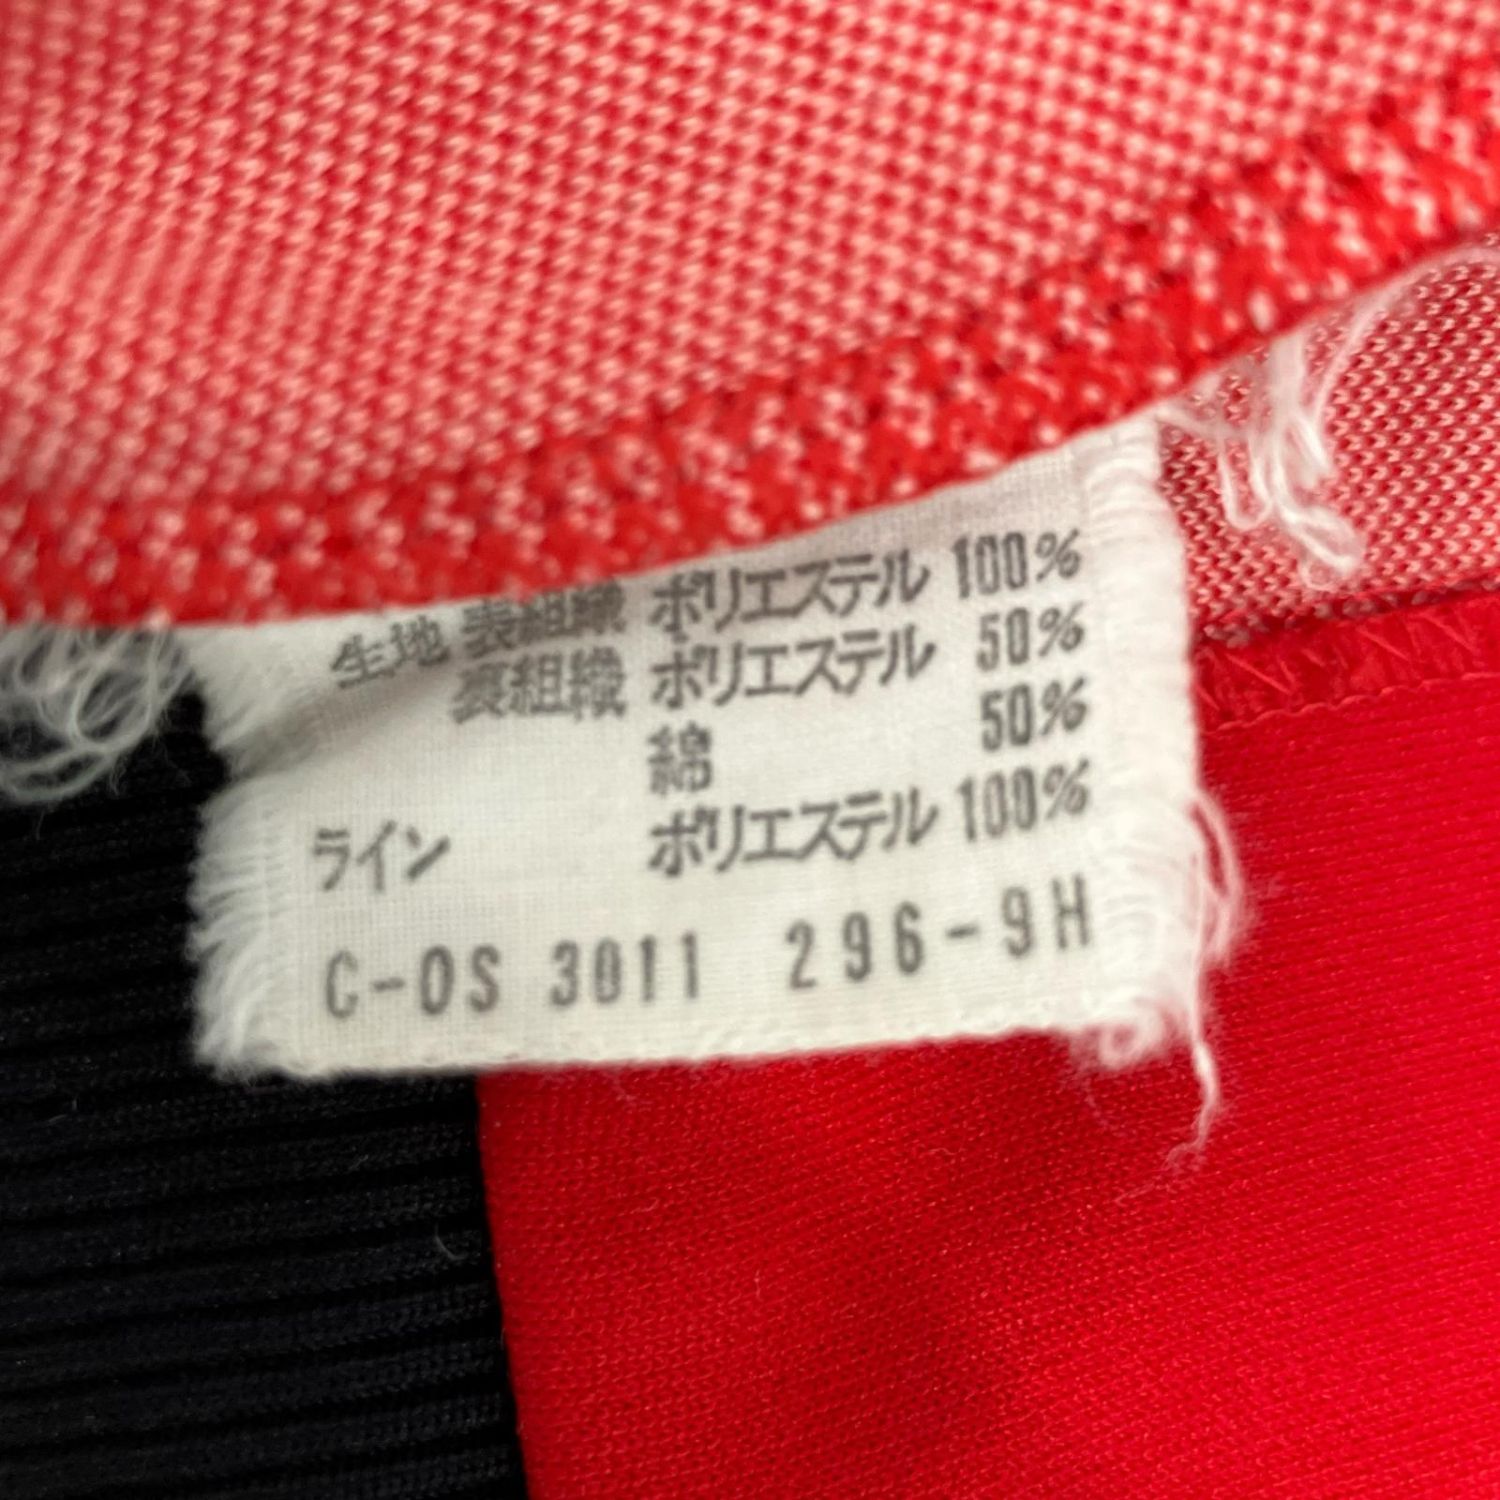 生地 表組織 ポリエステル 100%
裏組織 ポリエステル 50%
綿 50%
ライン ポリエステル 100%
C-OS 3011 296-9H